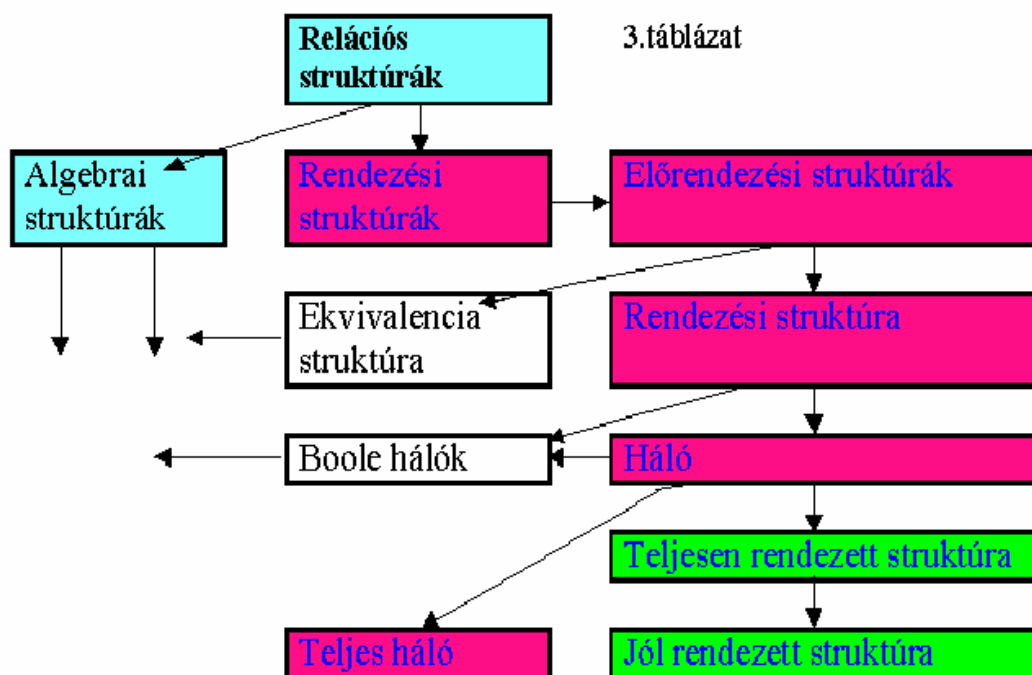 Relációs
struktúrák
3.táblázat
Algebrai
struktúrák
Rendezési
struktúrák
Előrendezési struktúrák
Ekvivalencia
struktúra
Rendezési struktúra
Boole hálók
Háló
Teljesen rendezett struktúra
Teljes háló
Jól rendezett struktúra